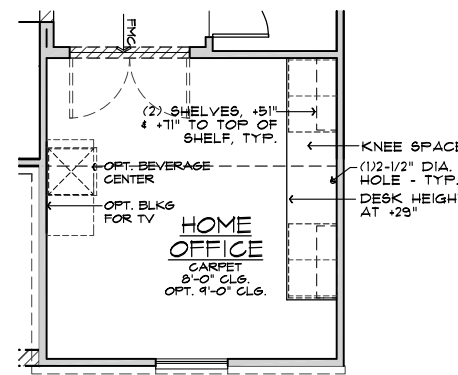 FMC
(2) SHELVES, +51"
& +71" TO TOP OF
SHELF, TYP.
KNEE SPACE
(1)2-1/2" DIA.
HOLE - TYP.
DESK HEIGH
AT +29"
OPT. BEVERAGE
CENTER
OPT. BLKG
FOR TV
HOME
OFFICE
CARPET
8'-0" CLG.
OPT. 9'-0" CLG.